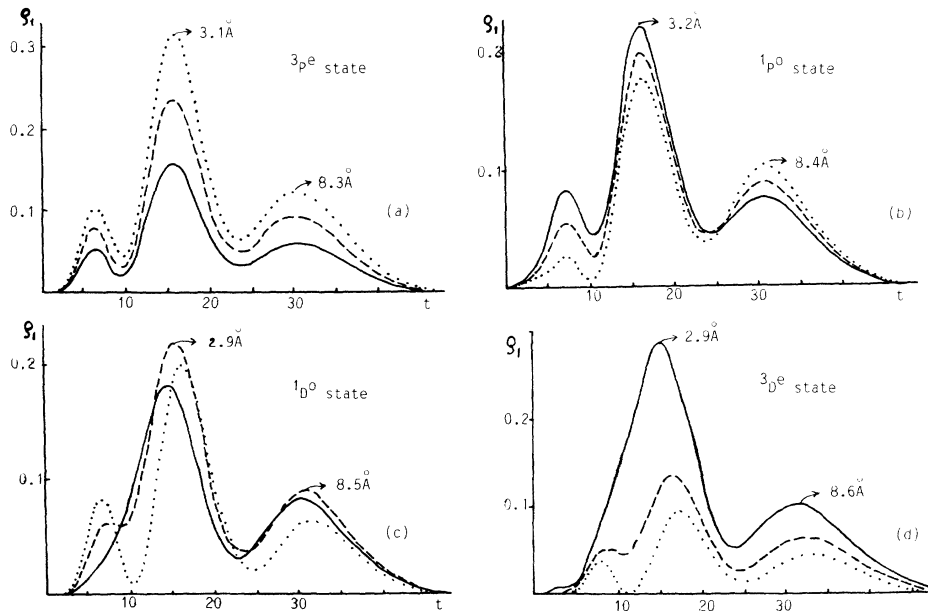 ρ₁
0.3
0.2
0.1
3.1Å
³Pᵉ state
8.3Å
(a)
10 20 30 t
ρ₁
0.2
0.1
3.2Å
¹Pᵒ state
8.4Å
(b)
10 20 30 t
ρ₁
0.2
0.1
2.9Å
¹Dᵒ state
8.5Å
(c)
10 20 30 t
ρ₁
0.2
0.1
2.9Å
³Dᵉ state
8.6Å
(d)
10 20 30